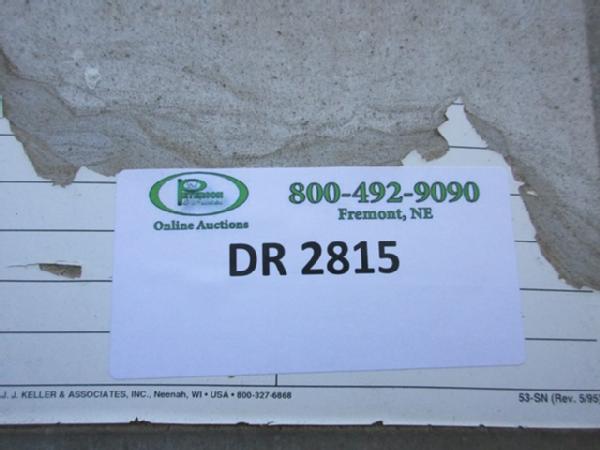 PETERSON
800-492-9090
Fremont, NE
Online Auctions
DR 2815
J. J. KELLER & ASSOCIATES, INC., Neenah, WI • USA • 800-327-6868
53-SN (Rev. 5/95)